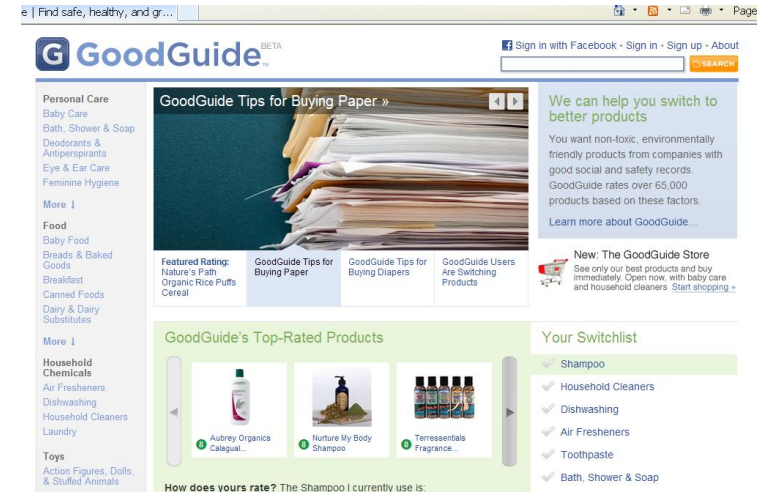 e | Find safe, healthy, and gr...
Page
G GoodGuide BETA
Sign in with Facebook • Sign in • Sign up • About
SEARCH
Personal Care
Baby Care
Bath, Shower & Soap
Deodorants &
Antiperspirants
Eye & Ear Care
Feminine Hygiene
More ↓
Food
Baby Food
Breads & Baked
Goods
Breakfast
Canned Foods
Dairy & Dairy
Substitutes
More ↓
Household
Chemicals
Air Fresheners
Dishwashing
Household Cleaners
Laundry
Toys
Action Figures, Dolls,
& Stuffed Animals
GoodGuide Tips for Buying Paper »
Featured Rating:
Nature's Path
Organic Rice Puffs
Cereal
GoodGuide Tips for
Buying Paper
GoodGuide Tips for
Buying Diapers
GoodGuide Users
Are Switching
Products
We can help you switch to
better products
You want non-toxic, environmentally
friendly products from companies with
good social and safety records.
GoodGuide rates over 65,000
products based on these factors.
Learn more about GoodGuide...
New: The GoodGuide Store
See only our best products and buy
immediately. Open now, with baby care
and household cleaners Start shopping »
GoodGuide's Top-Rated Products
8 Aubrey Organics
Calagual...
8 Nurture My Body
Shampoo
8 Terressentials
Fragrance...
How does yours rate? The Shampoo I currently use is:
Your Switchlist
Shampoo
Household Cleaners
Dishwashing
Air Fresheners
Toothpaste
Bath, Shower & Soap